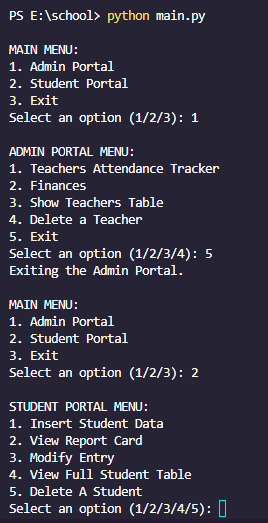 PS E:\school> python main.py
MAIN MENU:
1. Admin Portal
2. Student Portal
3. Exit
Select an option (1/2/3): 1
ADMIN PORTAL MENU:
1. Teachers Attendance Tracker
2. Finances
3. Show Teachers Table
4. Delete a Teacher
5. Exit
Select an option (1/2/3/4): 5
Exiting the Admin Portal.
MAIN MENU:
1. Admin Portal
2. Student Portal
3. Exit
Select an option (1/2/3): 2
STUDENT PORTAL MENU:
1. Insert Student Data
2. View Report Card
3. Modify Entry
4. View Full Student Table
5. Delete A Student
Select an option (1/2/3/4/5):